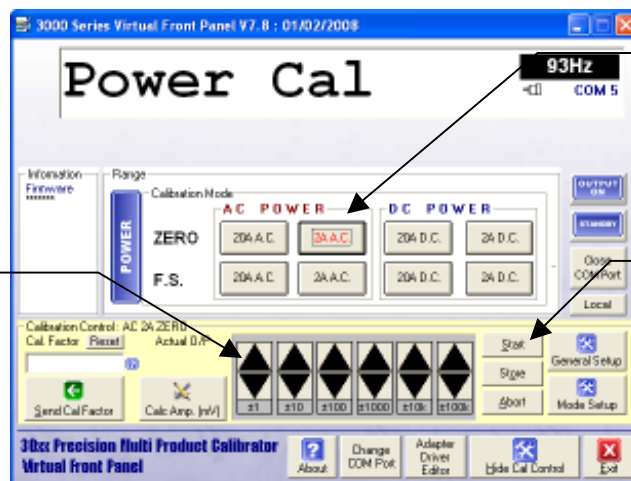 3000 Series Virtual Front Panel V7.8 : 01/02/2008
Power Cal
93Hz
COM 5
Infomation
Firmware
Range
POWER
Calibration Mode
AC POWER
DC POWER
ZERO
20A A.C.
2A A.C.
20A D.C.
2A D.C.
F.S.
20A A.C.
2A A.C.
20A D.C.
2A D.C.
OUTPUT ON
STANDBY
Close COM Port
Local
Calibration Control: AC 2A ZERO
Cal. Factor
Reset
Actual O/P
Send Cal Factor
Calc Amp. (mV)
±1
±10
±100
±1000
±10k
±100k
Start
Store
Abort
General Setup
Mode Setup
30xx Precision Multi Product Calibrator
Virtual Front Panel
About
Change COM Port
Adapter Driver Editor
Hide Cal Control
Exit